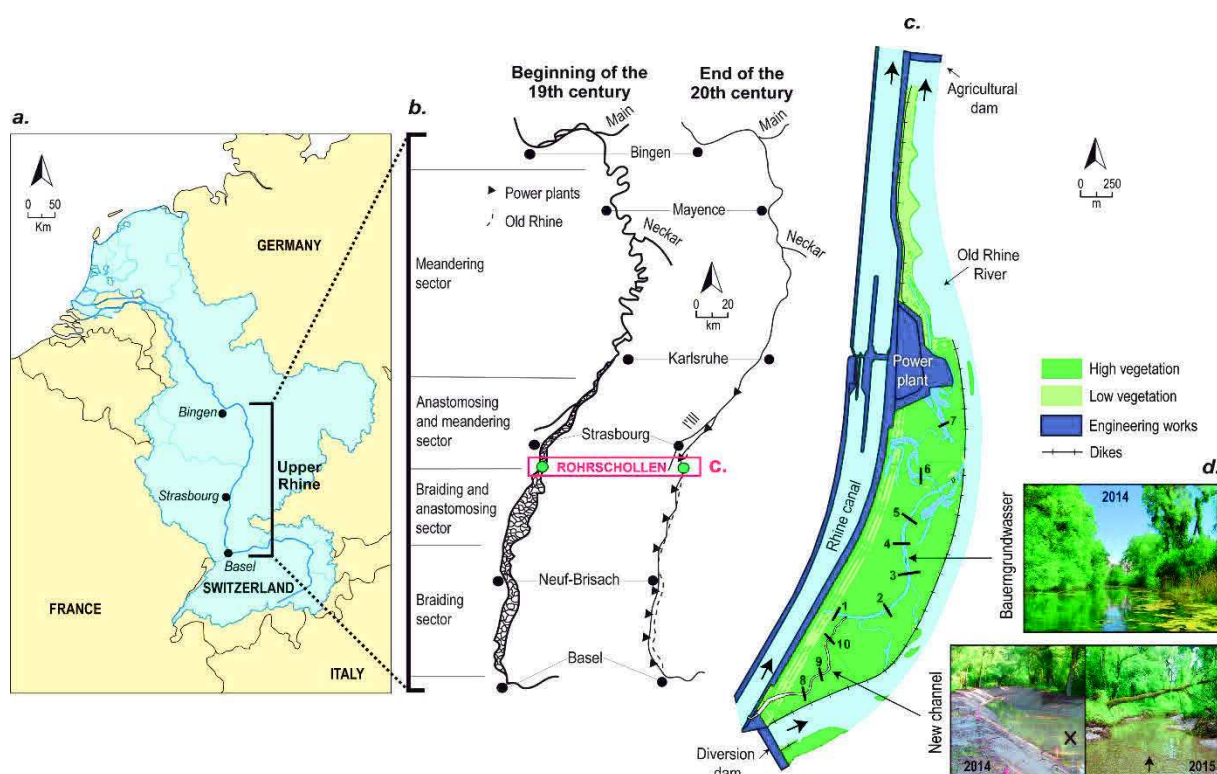 a.
0 50
Km
GERMANY
Bingen
Upper
Rhine
Strasbourg
Basel
SWITZERLAND
FRANCE
ITALY
b.
Beginning of the
19th century
End of the
20th century
Main
Main
Bingen
Power plants
Old Rhine
Mayence
Neckar
Neckar
Meandering
sector
0 20
km
Karlsruhe
Anastomosing
and meandering
sector
l'Ill
Strasbourg
ROHRSCHOLLEN
C.
Braiding and
anastomosing
sector
Neuf-Brisach
Braiding
sector
Basel
c.
Agricultural
dam
0 250
m
Old Rhine
River
Power
plant
High vegetation
Low vegetation
Engineering works
Dikes
Rhine canal
7
6
5
4
3
2
1
10
9
8
Diversion
dam
d.
Bauerngrundwasser
2014
New channel
X
2014
2015